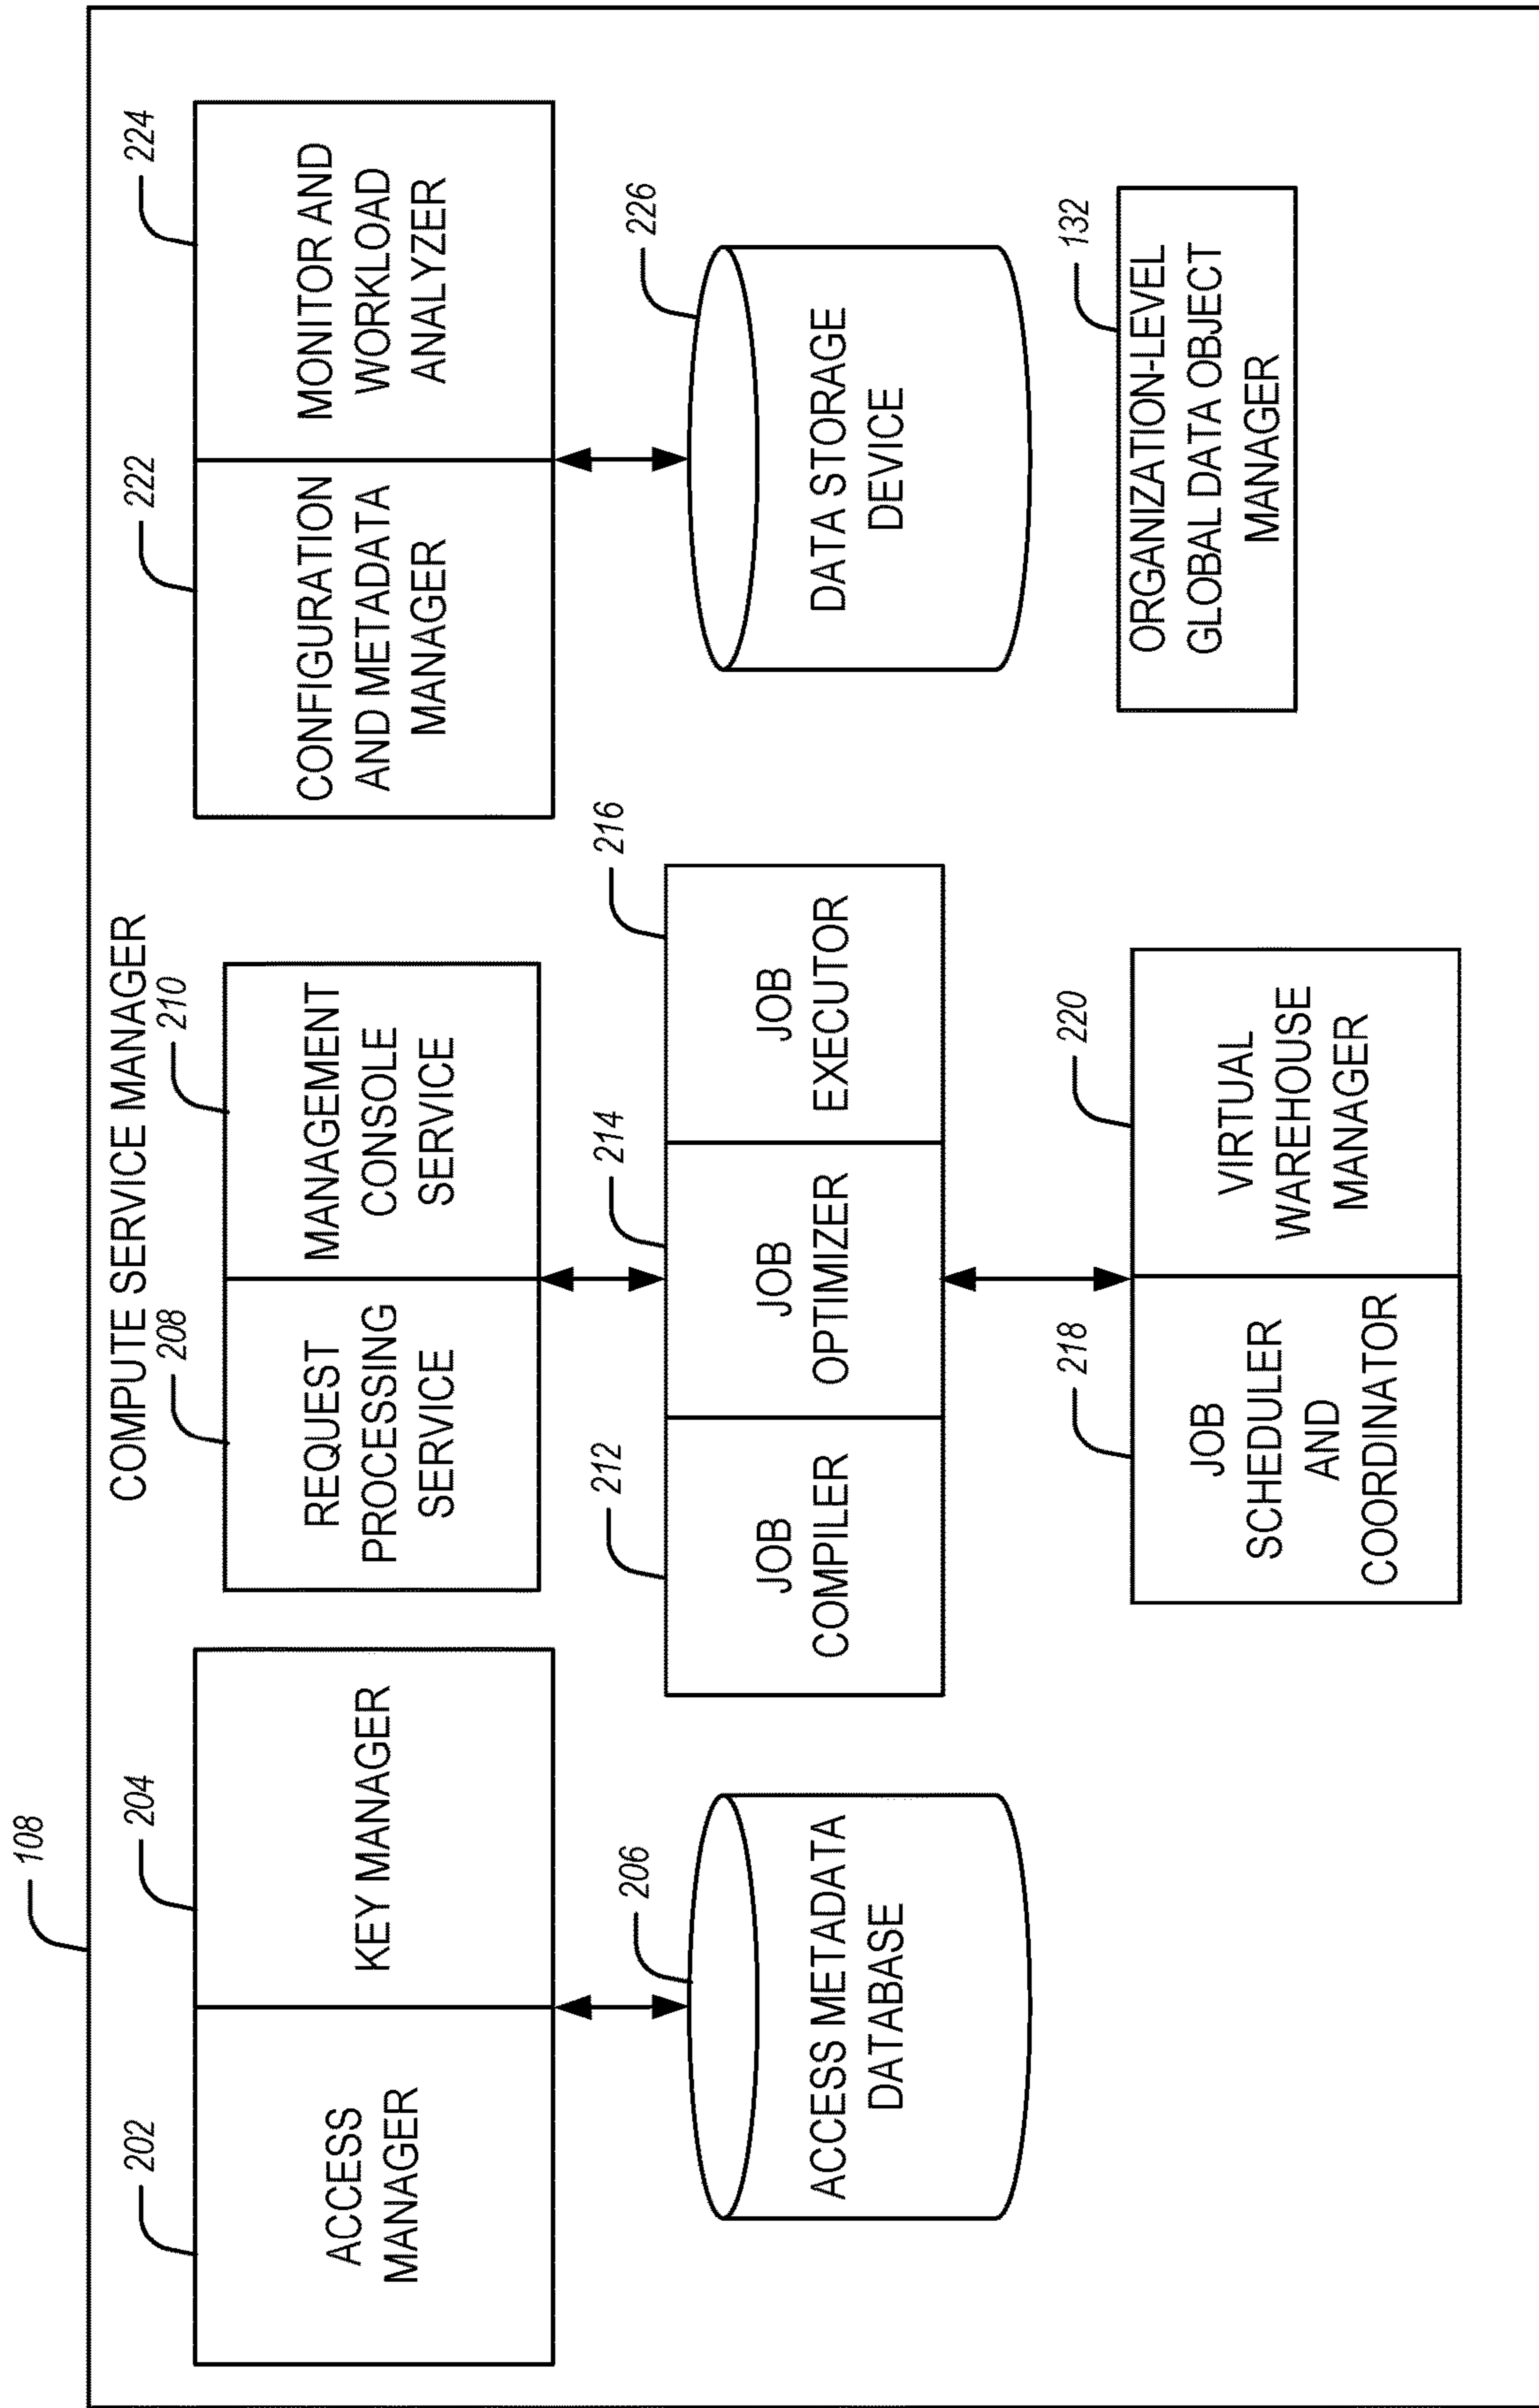 108
COMPUTE SERVICE MANAGER
202
204
ACCESS
MANAGER
KEY MANAGER
206
ACCESS METADATA
DATABASE
208
210
REQUEST
PROCESSING
SERVICE
MANAGEMENT
CONSOLE
SERVICE
212
214
216
JOB
COMPILER
JOB
OPTIMIZER
JOB
EXECUTOR
218
220
JOB
SCHEDULER
AND
COORDINATOR
VIRTUAL
WAREHOUSE
MANAGER
222
224
CONFIGURATION
AND METADATA
MANAGER
MONITOR AND
WORKLOAD
ANALYZER
226
DATA STORAGE
DEVICE
132
ORGANIZATION-LEVEL
GLOBAL DATA OBJECT
MANAGER